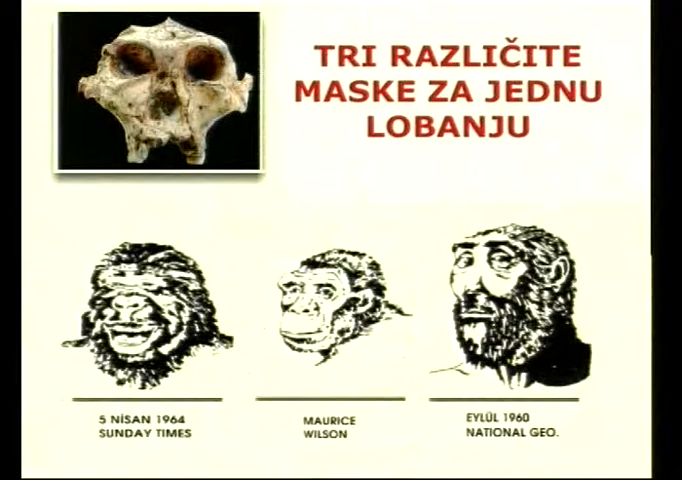 TRI RAZLIČITE
MASKE ZA JEDNU
LOBANJU
5 NİSAN 1964
SUNDAY TIMES
MAURICE
WILSON
EYLÜL 1960
NATIONAL GEO.